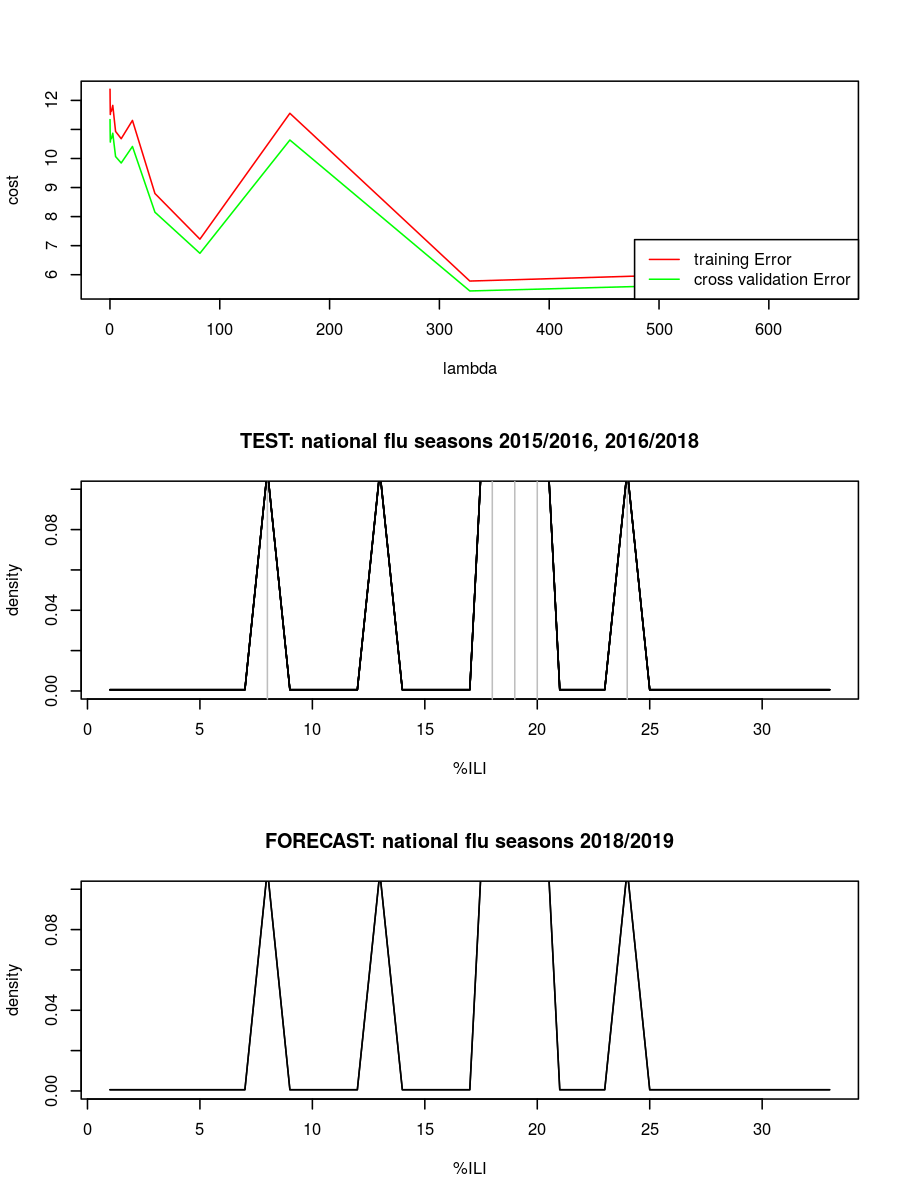 12
10
9
8
7
6
cost
training Error
cross validation Error
0 100 200 300 400 500 600
lambda
TEST: national flu seasons 2015/2016, 2016/2018
0.08
0.04
0.00
density
0 5 10 15 20 25 30
%ILI
FORECAST: national flu seasons 2018/2019
0.08
0.04
0.00
density
0 5 10 15 20 25 30
%ILI